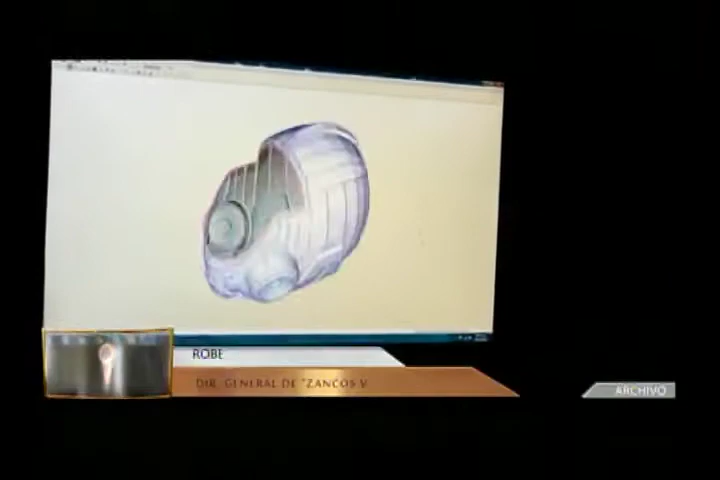 ROBE
DIR. GENERAL DE "ZANCOS V
ARCHIVO